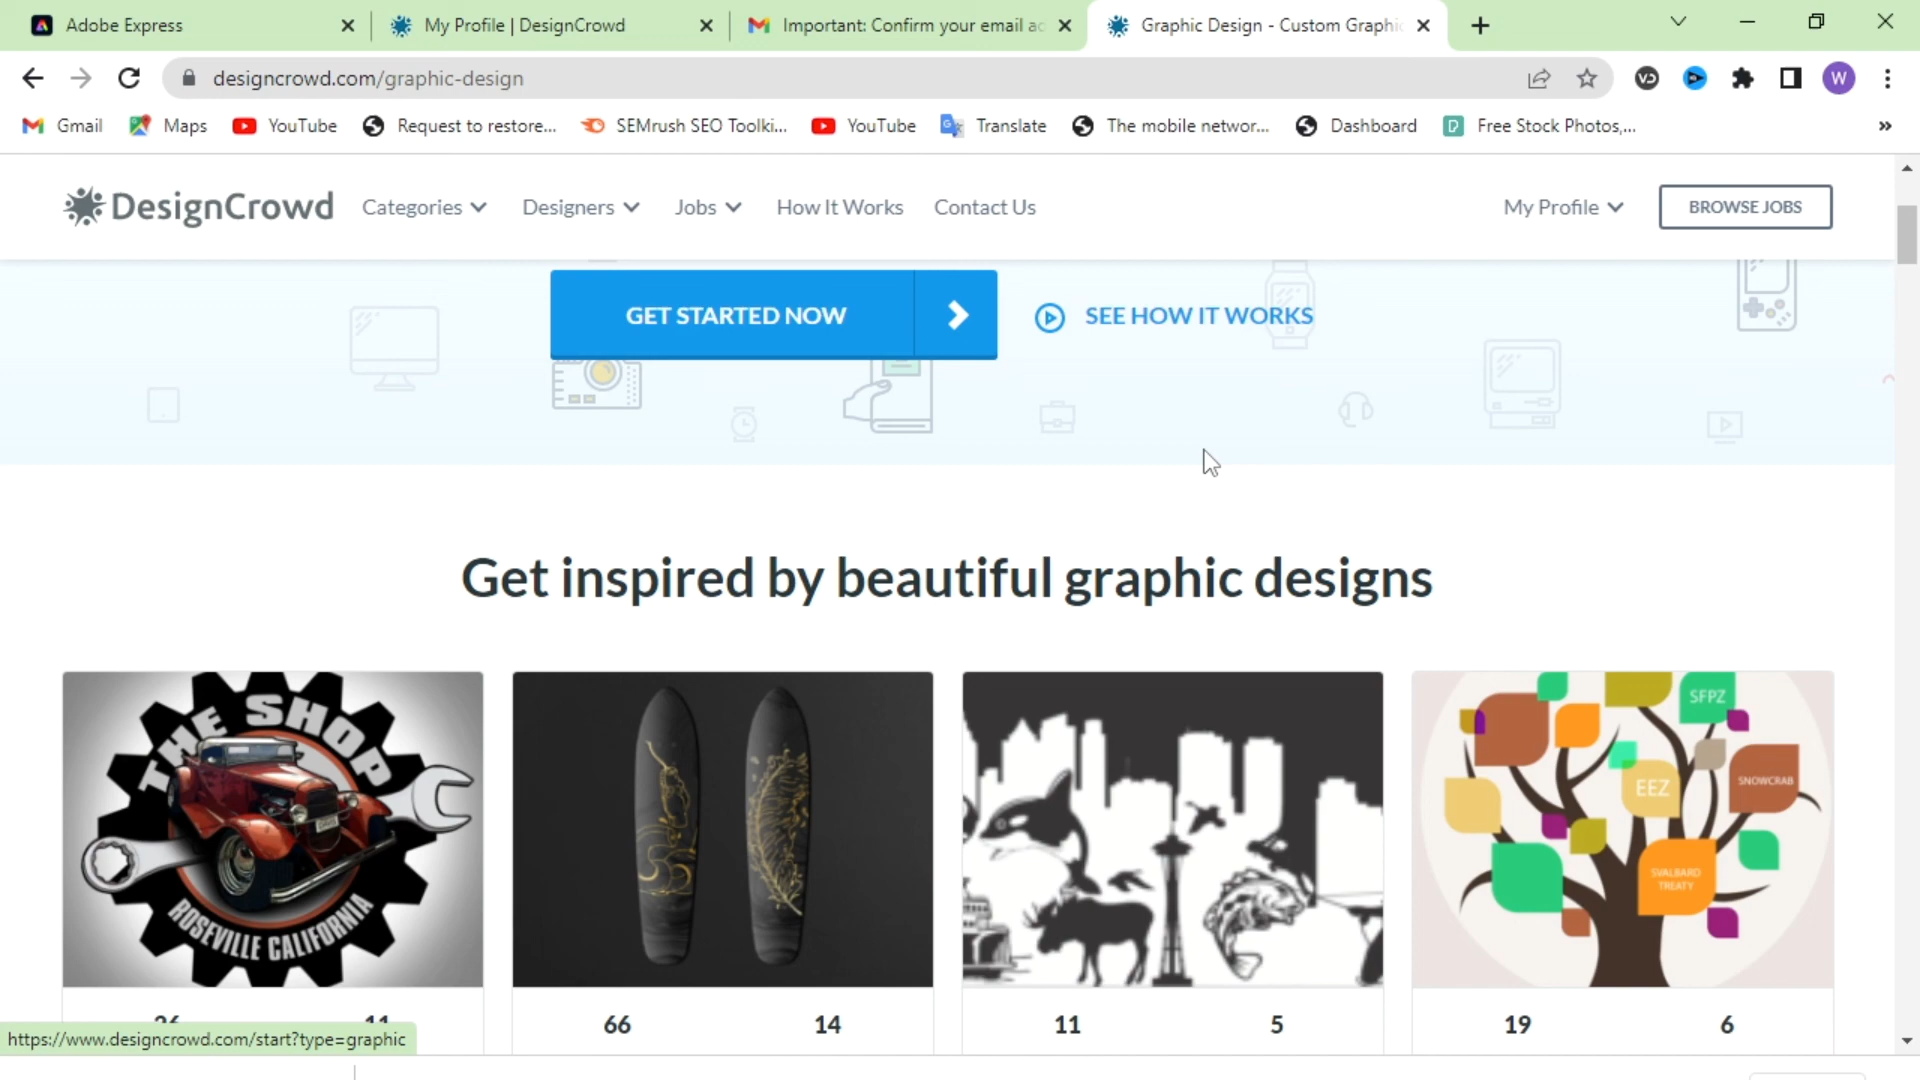 Adobe Express
My Profile | DesignCrowd
Important: Confirm your email ac
Graphic Design - Custom Graphic
designcrowd.com/graphic-design
W
Gmail
Maps
YouTube
Request to restore...
SEMrush SEO Toolki...
YouTube
Translate
The mobile networ...
Dashboard
Free Stock Photos,...
DesignCrowd
Categories
Designers
Jobs
How It Works
Contact Us
My Profile
BROWSE JOBS
GET STARTED NOW
SEE HOW IT WORKS
Get inspired by beautiful graphic designs
THE SHOP
ROSEVILLE CALIFORNIA
SFPZ
EEZ
SNOWCRAB
SVALBARD
TREATY
26 11
66 14
11 5
19 6
https://www.designcrowd.com/start?type=graphic